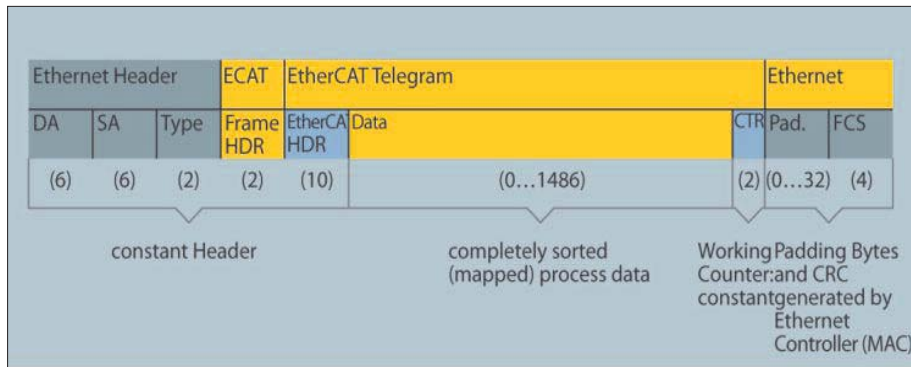 Ethernet Header ECAT EtherCAT Telegram Ethernet
DA SA Type Frame HDR EtherCA HDR Data CTR Pad. FCS
(6) (6) (2) (2) (10) (0...1486) (2) (0...32) (4)
constant Header
completely sorted
(mapped) process data
Working
Counter:
constant
Padding Bytes
and CRC
generated by
Ethernet
Controller (MAC)